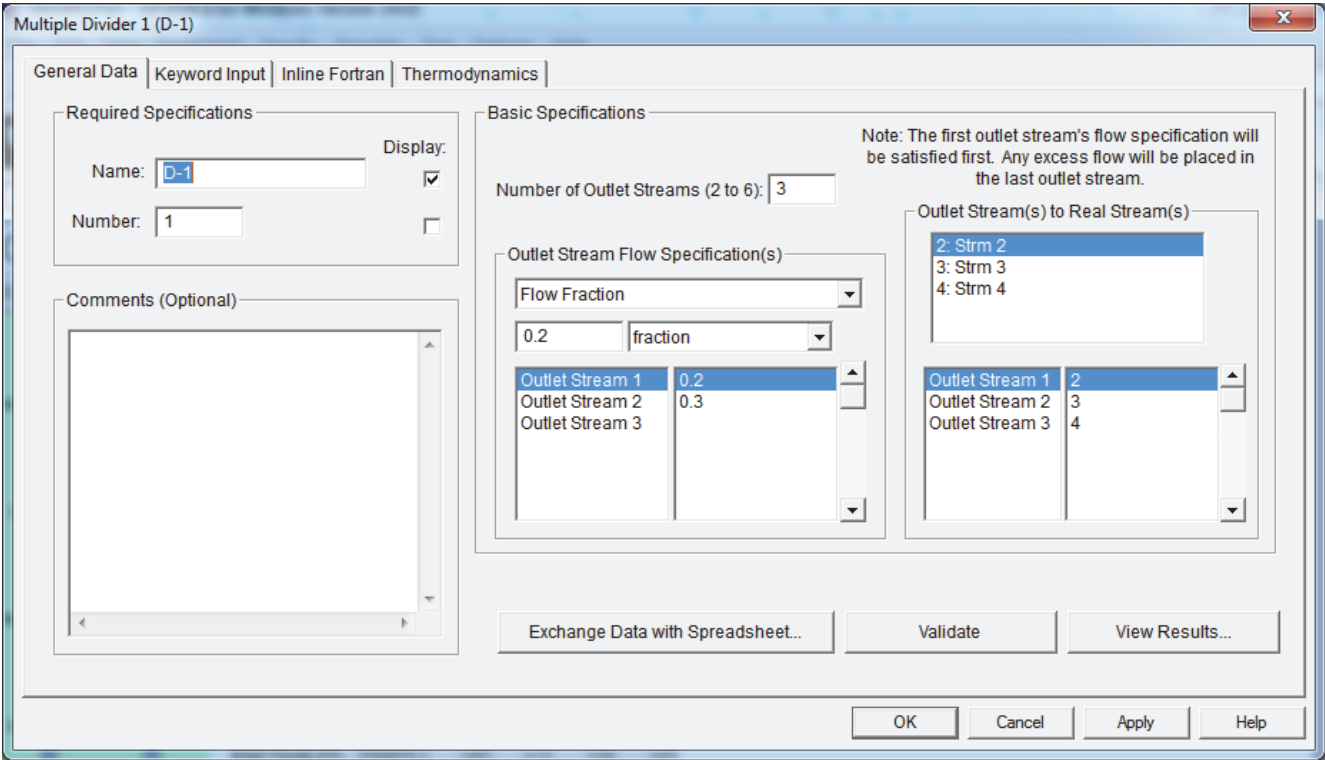 Multiple Divider 1 (D-1)
General Data
Keyword Input
Inline Fortran
Thermodynamics
Required Specifications
Display:
Name: D-1
Number: 1
Comments (Optional)
Basic Specifications
Note: The first outlet stream's flow specification will
be satisfied first. Any excess flow will be placed in
the last outlet stream.
Number of Outlet Streams (2 to 6): 3
Outlet Stream Flow Specification(s)
Flow Fraction
0.2 fraction
Outlet Stream 1 0.2
Outlet Stream 2 0.3
Outlet Stream 3
Outlet Stream(s) to Real Stream(s)
2: Strm 2
3: Strm 3
4: Strm 4
Outlet Stream 1 2
Outlet Stream 2 3
Outlet Stream 3 4
Exchange Data with Spreadsheet...
Validate
View Results...
OK
Cancel
Apply
Help